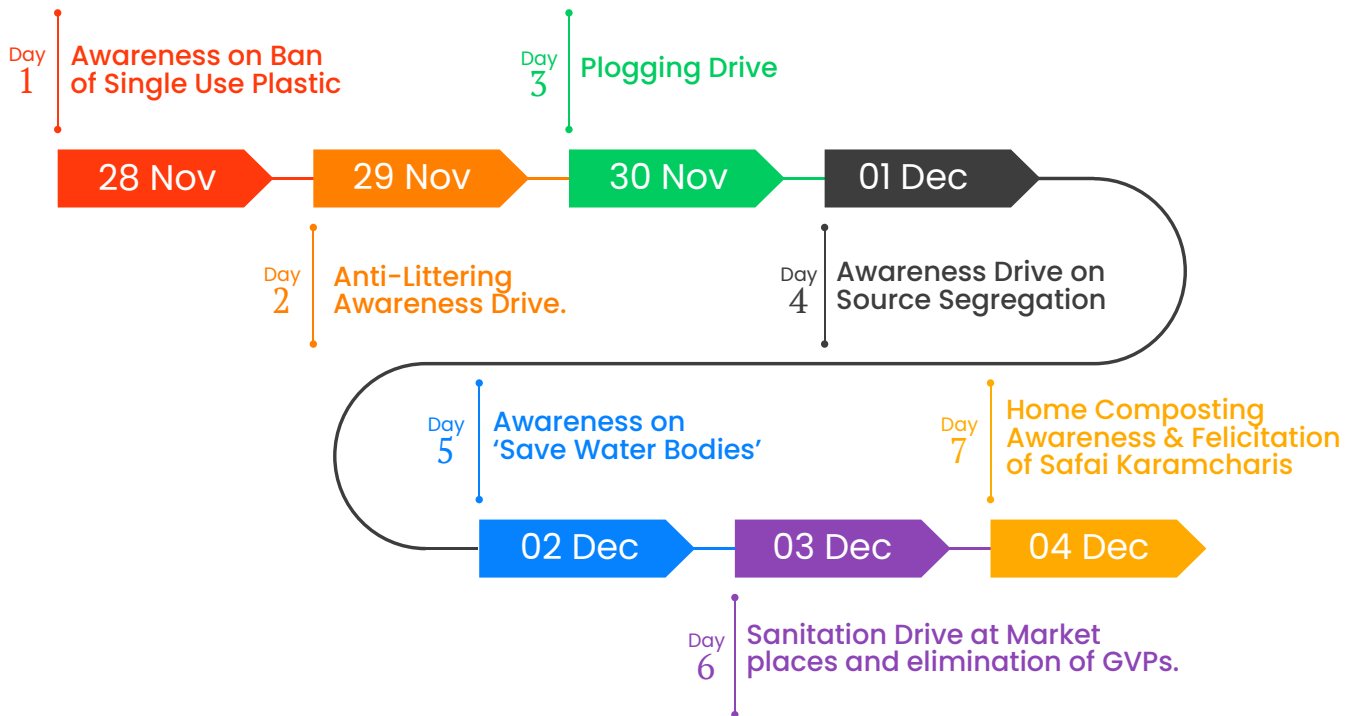 Day
1
Awareness on Ban
of Single Use Plastic
28 Nov
Day
2
Anti-Littering
Awareness Drive.
29 Nov
Day
3
Plogging Drive
30 Nov
Day
4
Awareness Drive on
Source Segregation
01 Dec
Day
5
Awareness on
‘Save Water Bodies’
02 Dec
Day
6
Sanitation Drive at Market
places and elimination of GVPs.
03 Dec
Day
7
Home Composting
Awareness & Felicitation
of Safai Karamcharis
04 Dec